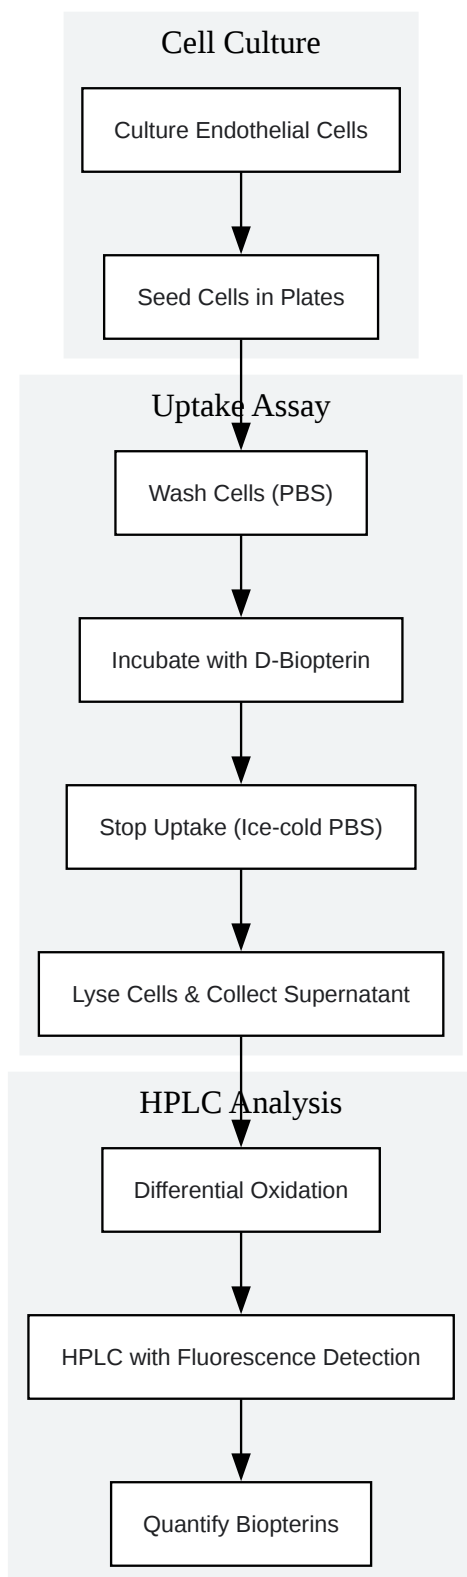 Cell Culture
Culture Endothelial Cells
Seed Cells in Plates
Uptake Assay
Wash Cells (PBS)
Incubate with D-Biopterin
Stop Uptake (Ice-cold PBS)
Lyse Cells & Collect Supernatant
HPLC Analysis
Differential Oxidation
HPLC with Fluorescence Detection
Quantify Biopterins